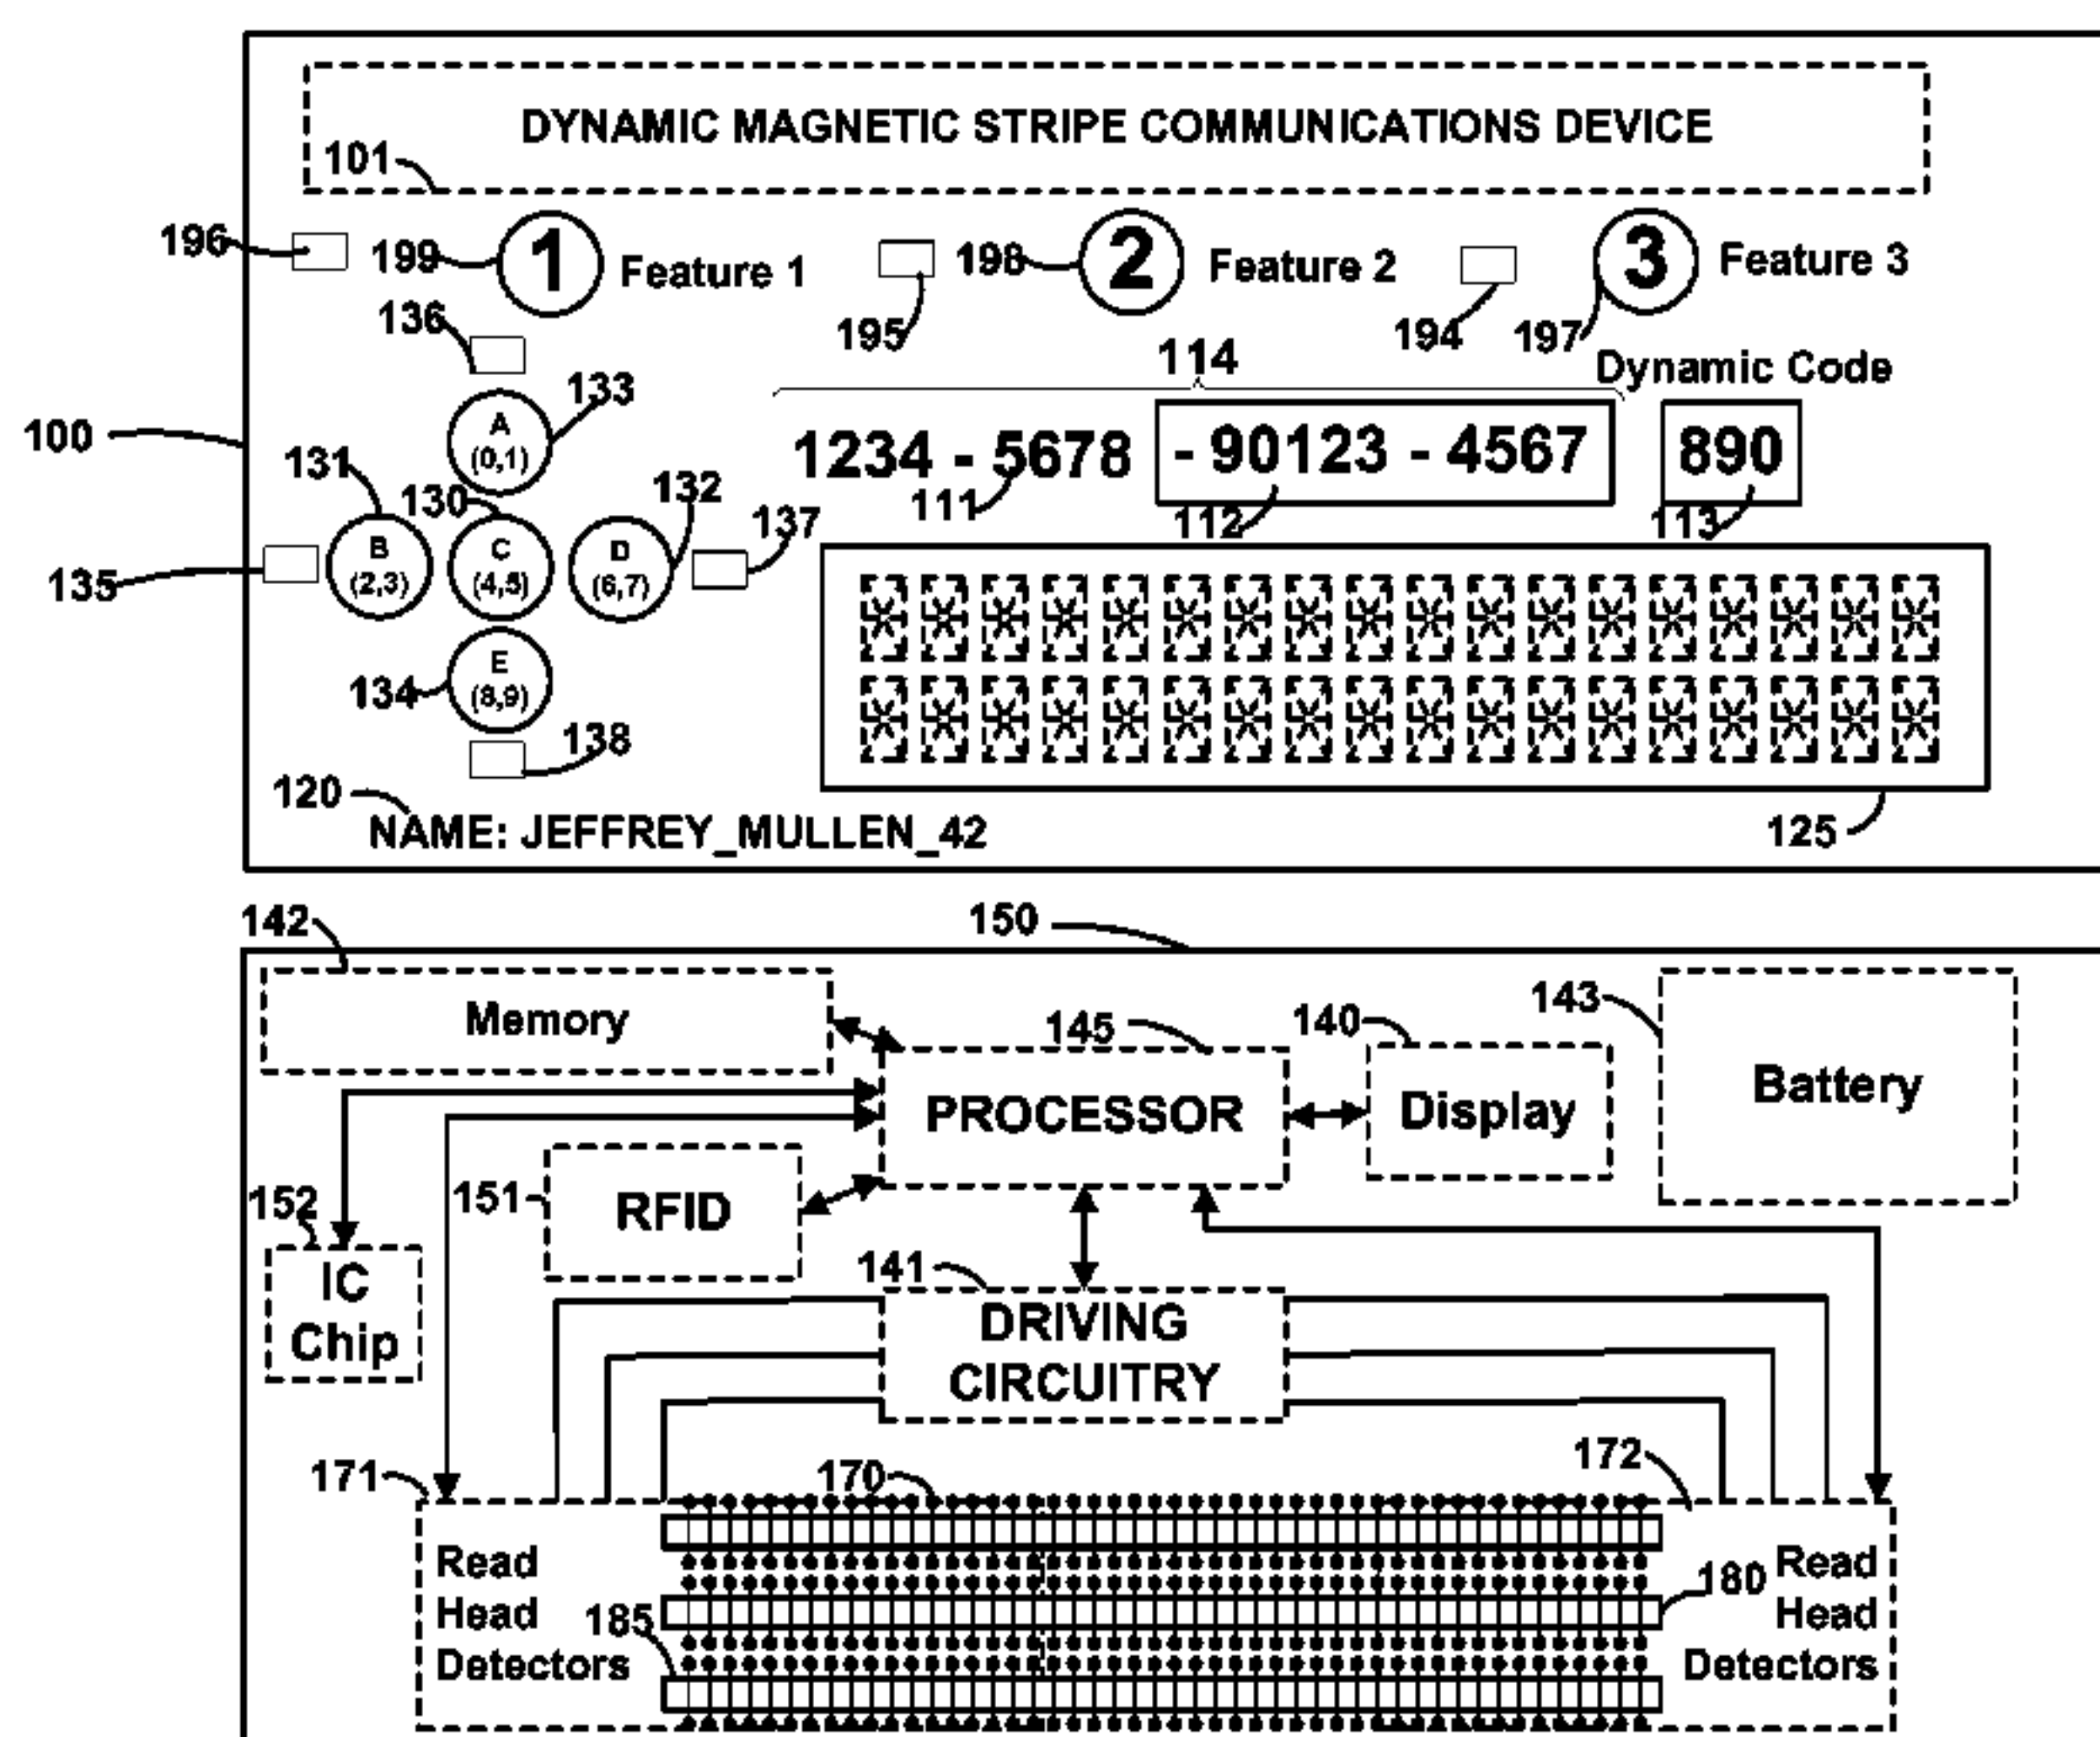 DYNAMIC MAGNETIC STRIPE COMMUNICATIONS DEVICE
101
196 199 1 Feature 1 198 2 Feature 2 3 Feature 3
136 195 194 197
114
133 Dynamic Code
100
A
(0,1)
1234 - 5678 - 90123 - 4567 890
131 130 132
111 112 113
137
135
B
(2,3)
C
(4,5)
D
(6,7)
E
(8,9)
134
138
120
NAME: JEFFREY_MULLEN_42
125
142 150
143
Memory 145 140
PROCESSOR Display Battery
152 151 RFID
141
IC
Chip
DRIVING
CIRCUITRY
171 170 172
Read
Head
Detectors
185
180
Read
Head
Detectors